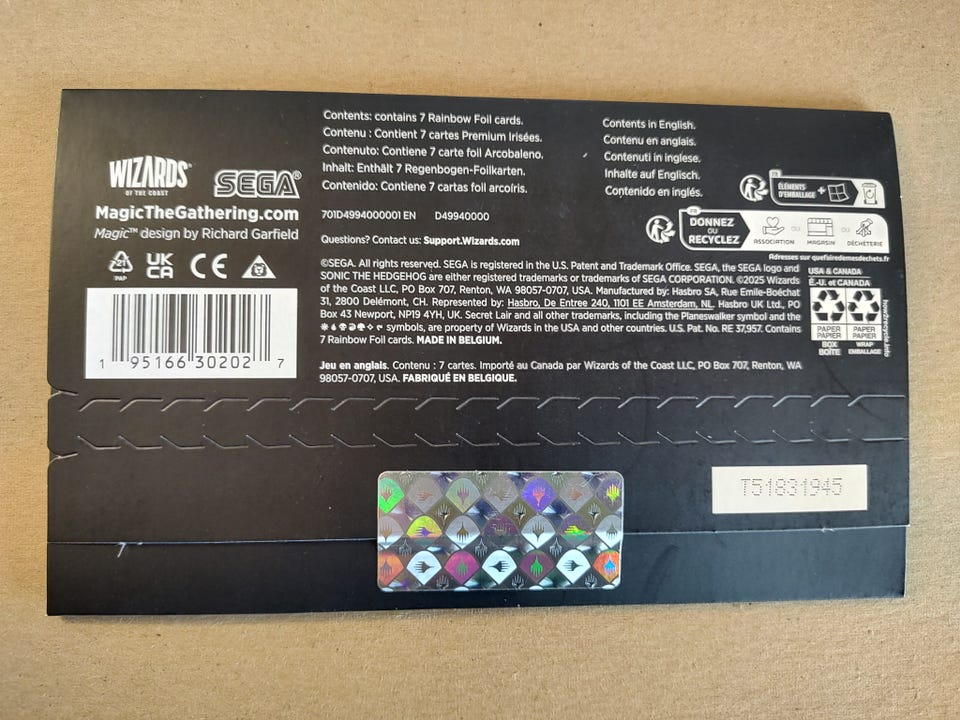 WIZARDS®
OF THE COAST
SEGA®
MagicTheGathering.com
Magic™ design by Richard Garfield
21
PAP
UK
CA
CE
1 95166 30202 7
Contents: contains 7 Rainbow Foil cards.
Contenu : Contient 7 cartes Premium Irisées.
Contenuto: Contiene 7 carte foil Arcobaleno.
Inhalt: Enthält 7 Regenbogen-Foilkarten.
Contenido: Contiene 7 cartas foil arcoíris.
Contents in English.
Contenu en anglais.
Contenuti in inglese.
Inhalte auf Englisch.
Contenido en inglés.
701D4994000001 EN D49940000
Questions? Contact us: Support.Wizards.com
©SEGA. All rights reserved. SEGA is registered in the U.S. Patent and Trademark Office. SEGA, the SEGA logo and
SONIC THE HEDGEHOG are either registered trademarks or trademarks of SEGA CORPORATION. ©2025 Wizards
of the Coast LLC, PO Box 707, Renton, WA 98057-0707, USA. Manufactured by: Hasbro SA, Rue Emile-Boéchat
31, 2800 Delémont, CH. Represented by: Hasbro, De Entree 240, 1101 EE Amsterdam, NL. Hasbro UK Ltd., PO
Box 43 Newport, NP19 4YH, UK. Secret Lair and all other trademarks, including the Planeswalker symbol and the
symbols, are property of Wizards in the USA and other countries. U.S. Pat. No. RE 37,957. Contains
7 Rainbow Foil cards. MADE IN BELGIUM.
Jeu en anglais. Contenu : 7 cartes. Importé au Canada par Wizards of the Coast LLC, PO Box 707, Renton, WA
98057-0707, USA. FABRIQUÉ EN BELGIQUE.
FR
ÉLÉMENTS
D'EMBALLAGE +
FR
DONNEZ
OU
RECYCLEZ
ASSOCIATION
OU
MAGASIN
OU
DÉCHÈTERIE
Adresses sur quefairedemesdechets.fr
USA & CANADA
É.-U. et CANADA
PAPER
PAPIER
BOX
BOÎTE
PAPER
PAPIER
WRAP
EMBALLAGE
how2recycle.info
T51831945